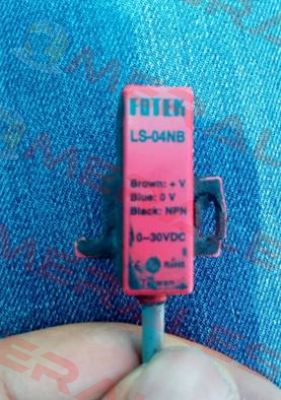 FOTEK
LS-04NB
Brown: + V
Blue: 0 V
Black: NPN
10-30VDC